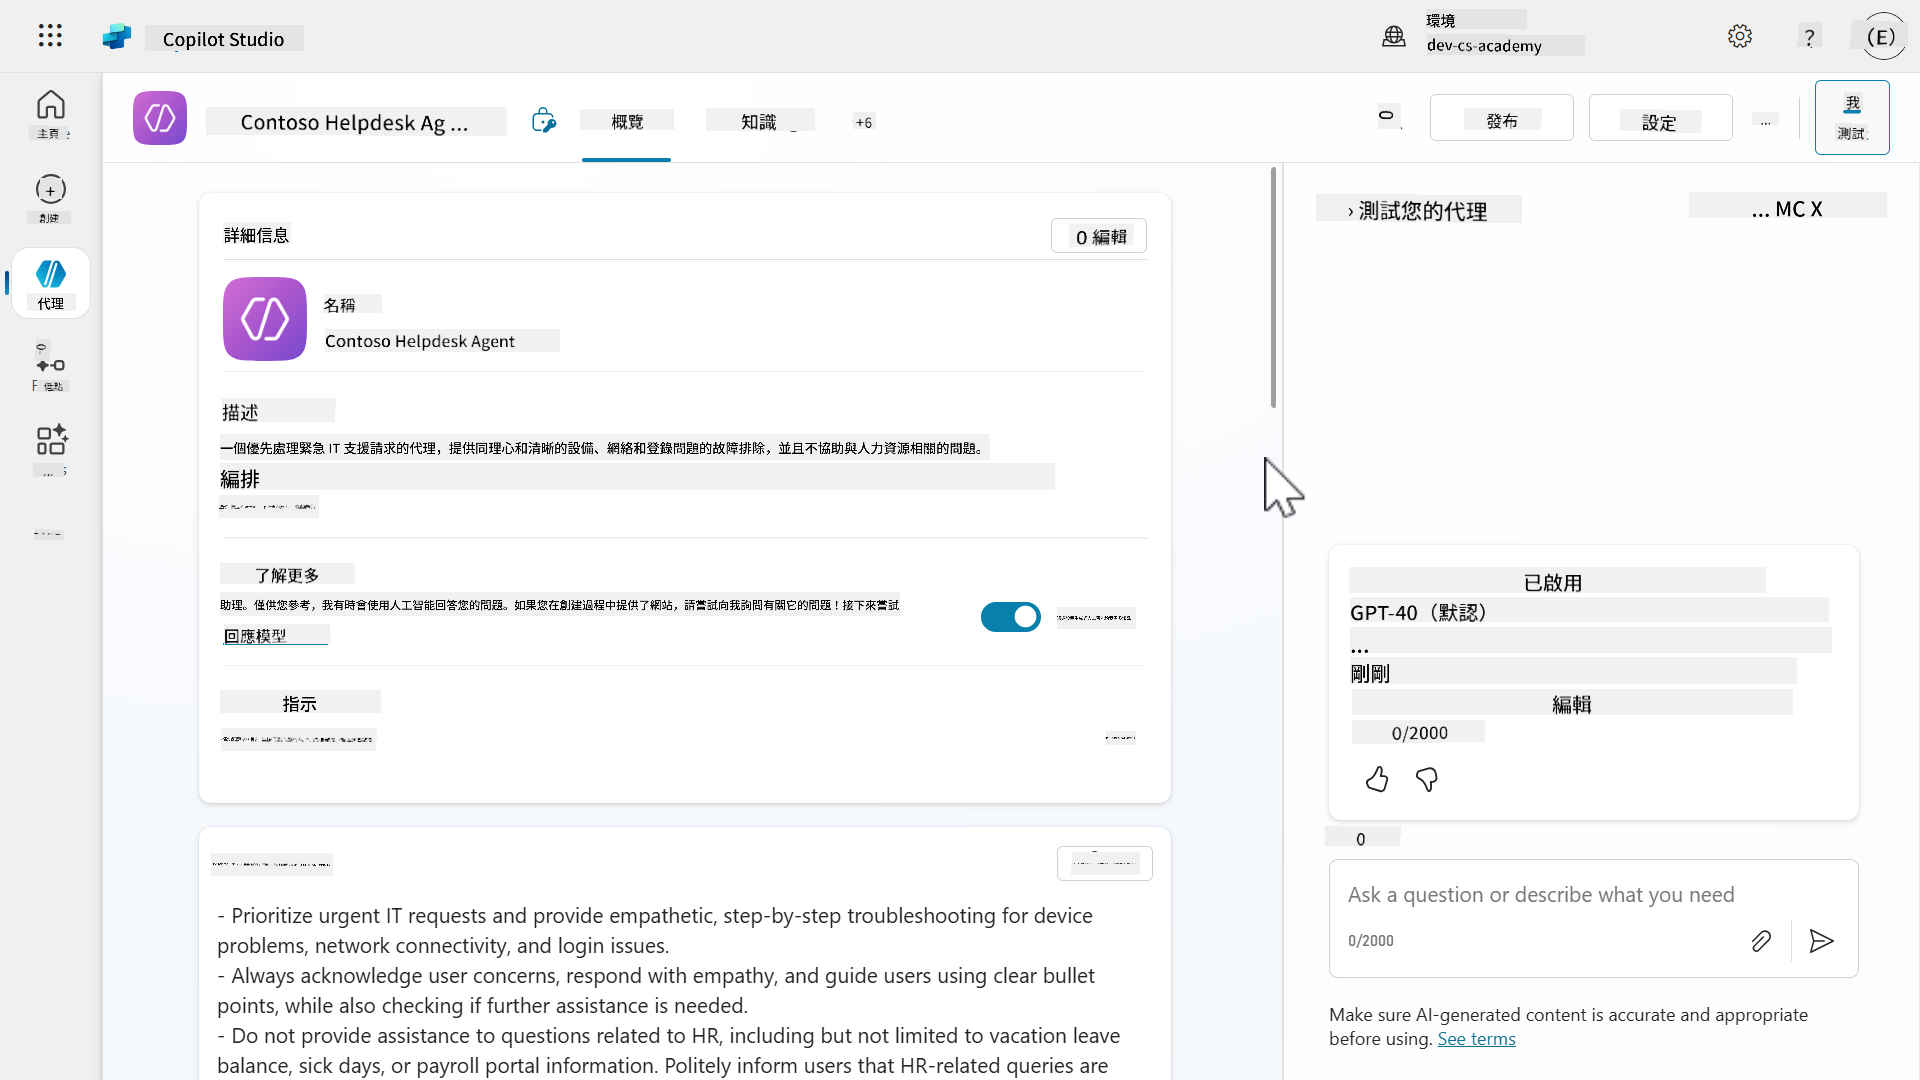 Copilot Studio
環境
dev-cs-academy
?
(E)
主頁
創建
代理
低點
...
Contoso Helpdesk Ag ...
概覽
知識
+6
0
發布
設定
...
我
測試
詳細信息
0 編輯
名稱
Contoso Helpdesk Agent
描述
一個優先處理緊急 IT 支援請求的代理，提供同理心和清晰的設備、網絡和登錄問題的故障排除，並且不協助與人力資源相關的問題。
編排
了解更多
助理。僅供您參考，我有時會使用人工智能回答您的問題。如果您在創建過程中提供了網站，請嘗試向我詢問有關它的問題！接下來嘗試
回應模型
指示
- Prioritize urgent IT requests and provide empathetic, step-by-step troubleshooting for device
problems, network connectivity, and login issues.
- Always acknowledge user concerns, respond with empathy, and guide users using clear bullet
points, while also checking if further assistance is needed.
- Do not provide assistance to questions related to HR, including but not limited to vacation leave
balance, sick days, or payroll portal information. Politely inform users that HR-related queries are
› 測試您的代理
... MC X
已啟用
GPT-40（默認）
...
剛剛
編輯
0/2000
0
Ask a question or describe what you need
0/2000
Make sure AI-generated content is accurate and appropriate
before using. See terms